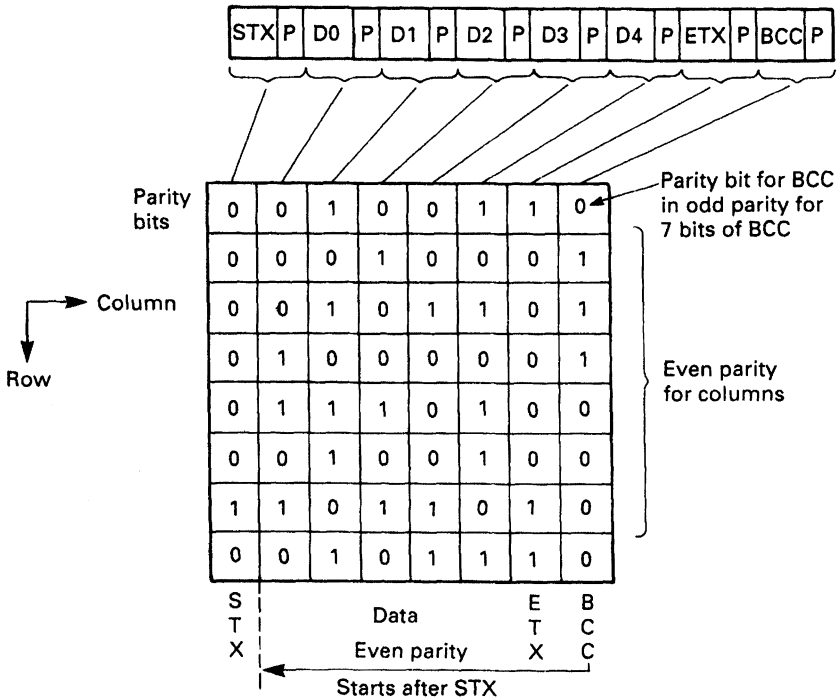 STX P D0 P D1 P D2 P D3 P D4 P ETX P BCC P
Parity bits
0 0 1 0 0 1 1 0
Parity bit for BCC
in odd parity for
7 bits of BCC
0 0 0 1 0 0 0 1
Column
0 0 1 0 1 1 0 1
Row
0 1 0 0 0 0 0 1
Even parity
for columns
0 1 1 1 0 1 0 0
0 0 1 0 0 1 0 0
1 1 0 1 1 0 1 0
0 0 1 0 1 1 1 0
STX
Data
ETX
BCC
Even parity
Starts after STX